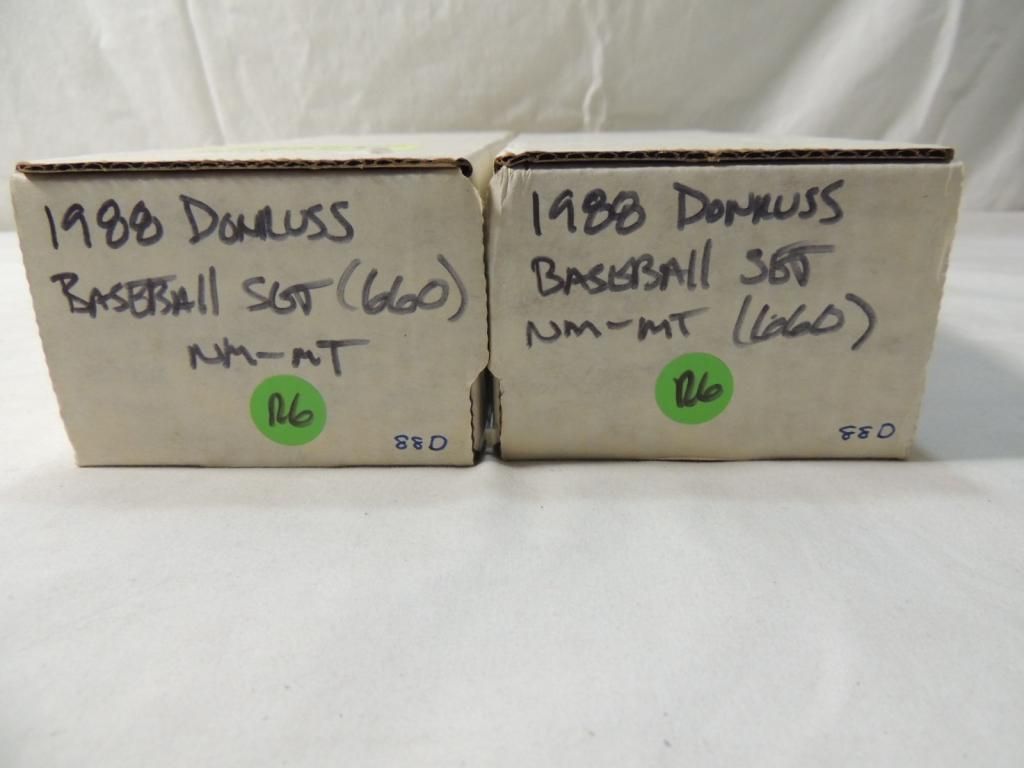 1988 DONRUSS
BASEBAll SET (660)
NM-MT
R6
88D
1988 DONRUSS
BASEBAll SET
NM-MT (660)
R6
88D